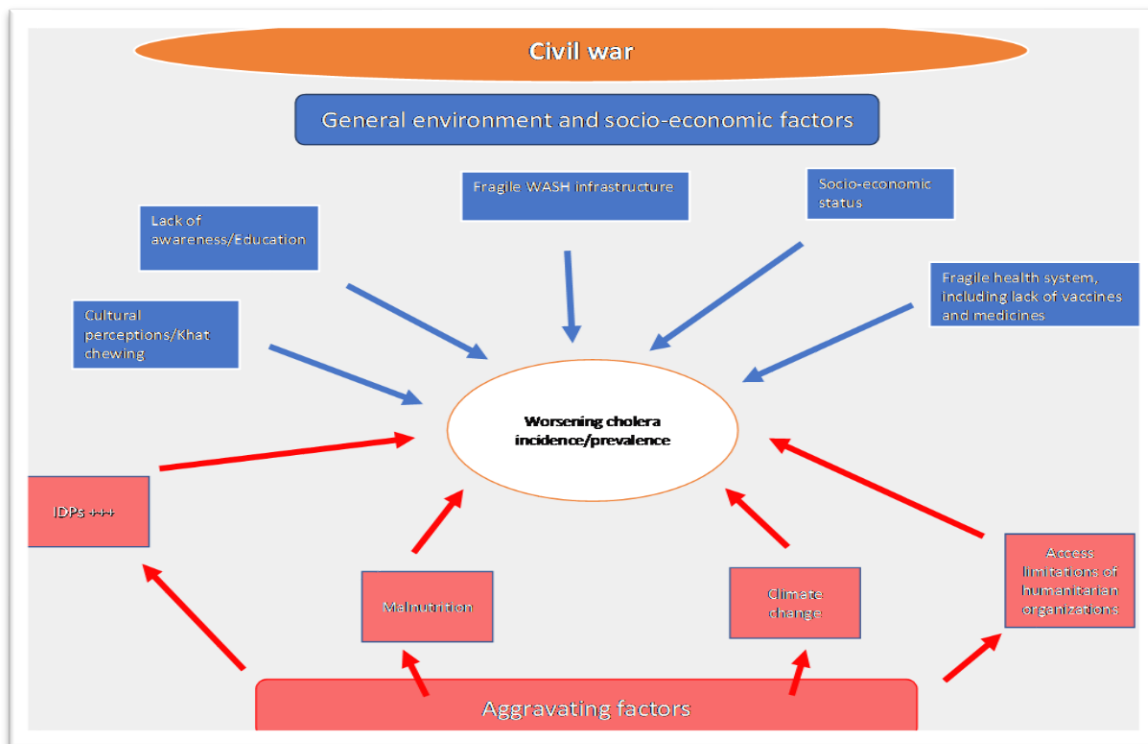 Civil war
General environment and socio-economic factors
Fragile WASH infrastructure
Socio-economic
status
Lack of
awareness/Education
Fragile health system,
including lack of vaccines
and medicines
Cultural
perceptions/Khat
chewing
Worsening cholera
incidence/prevalence
IDPs +++
Malnutrition
Climate
change
Access
limitations of
humanitarian
organizations
Aggravating factors